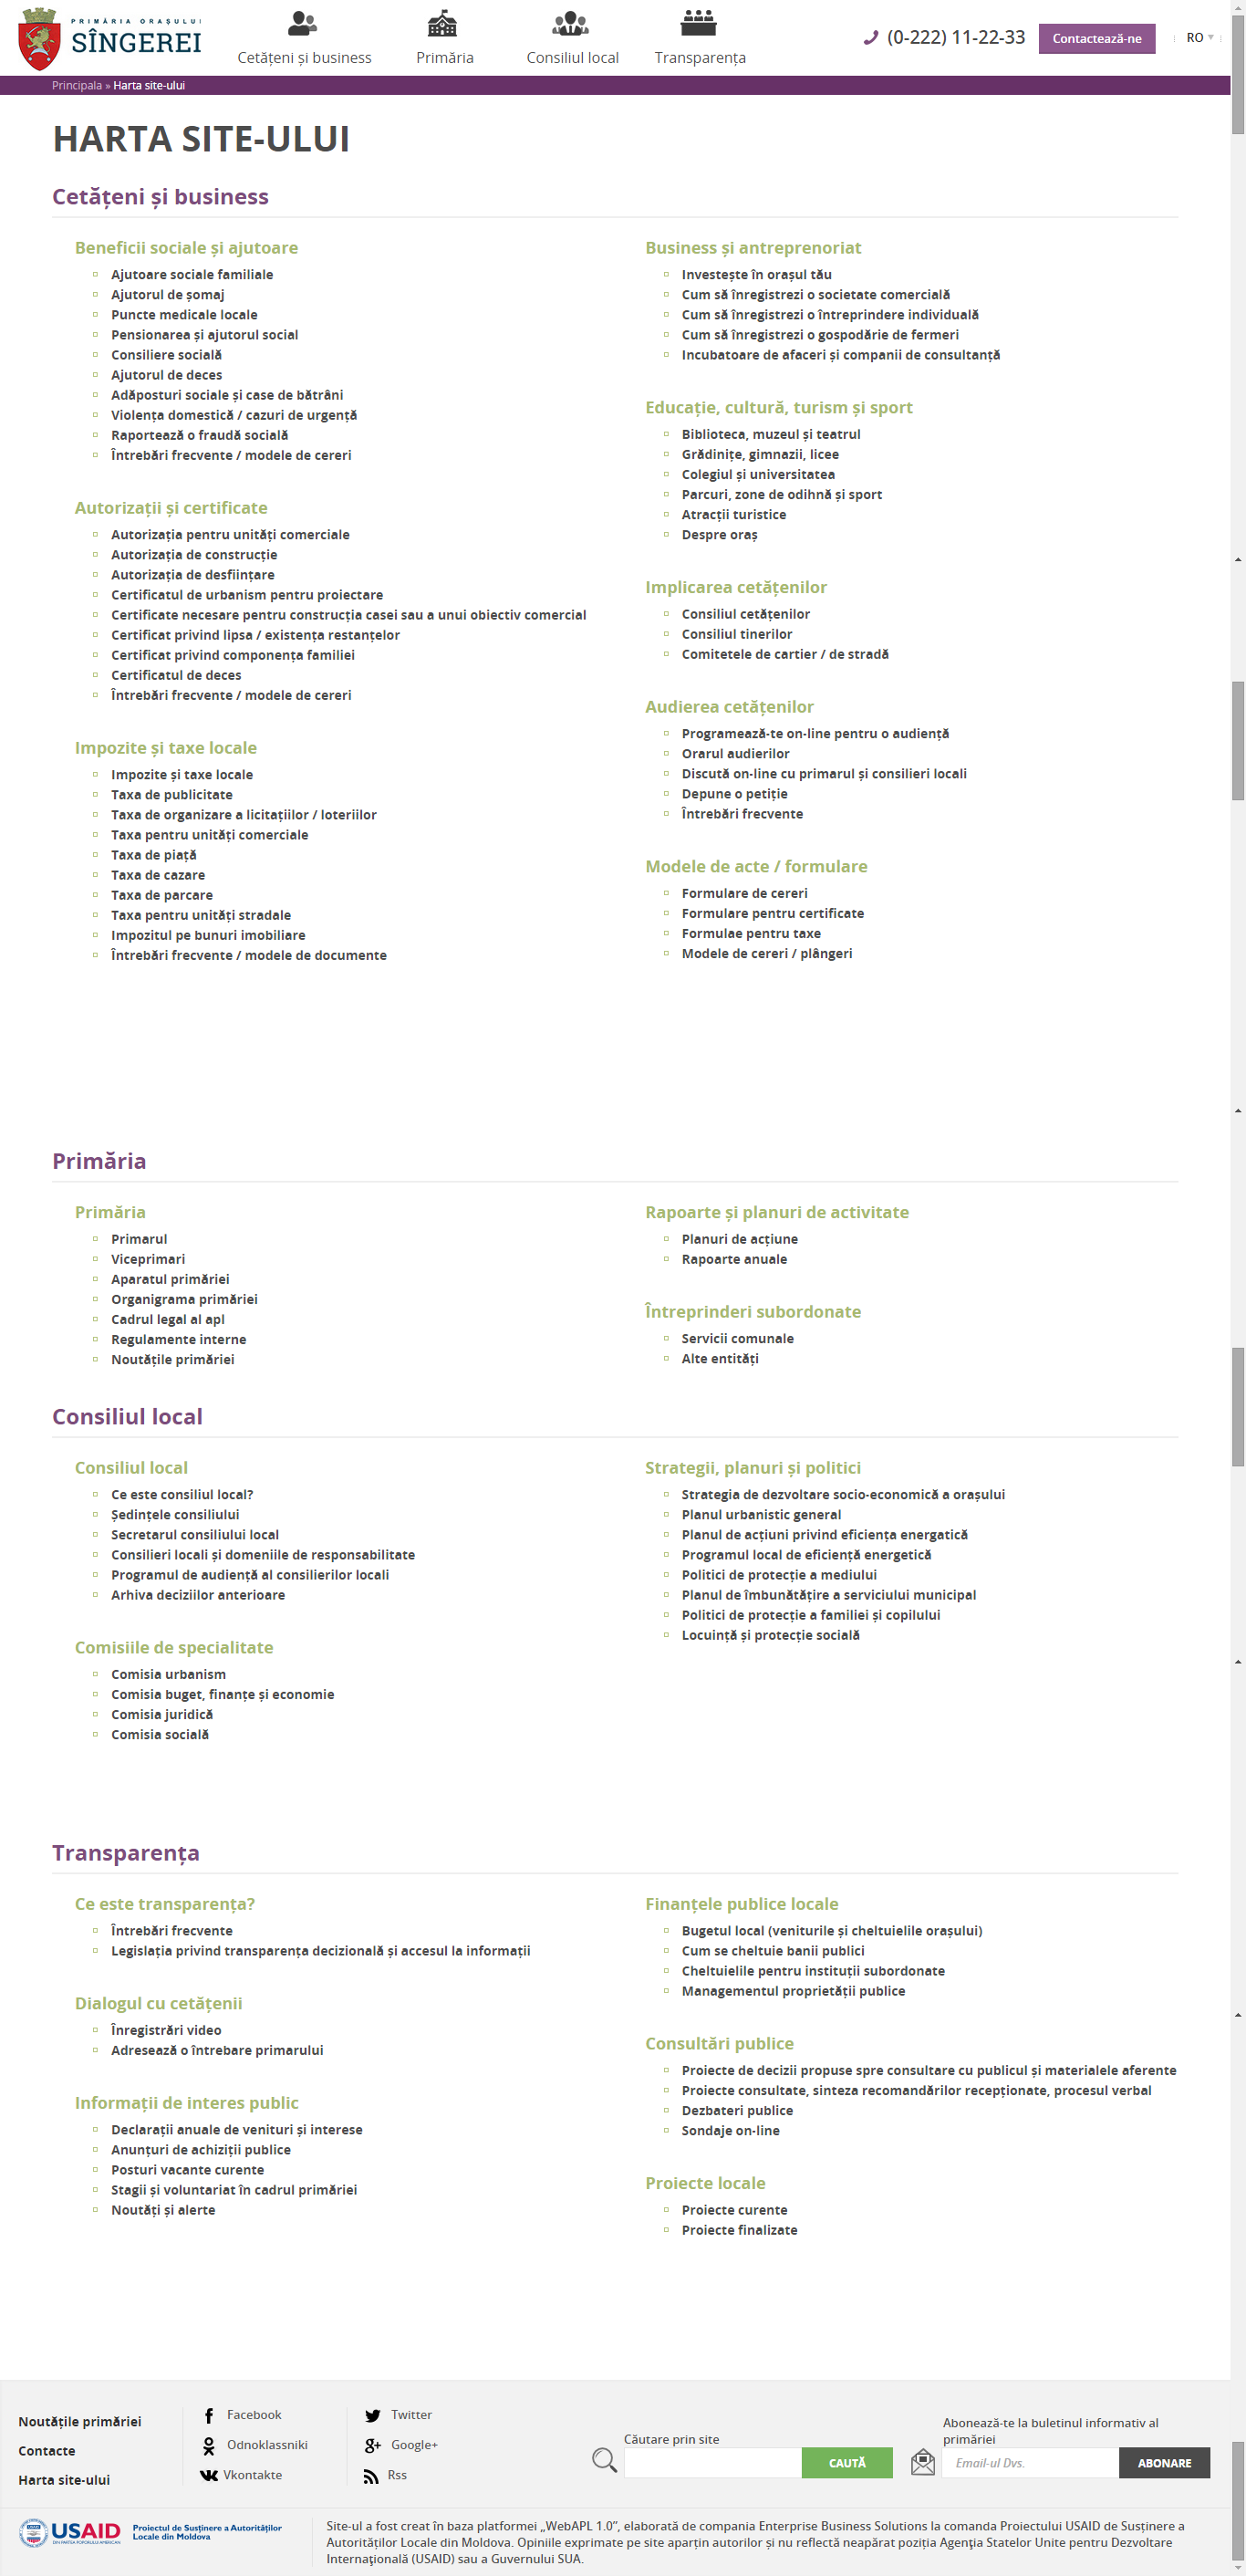 PRIMĂRIA ORAȘULUI
SÎNGEREI
Cetățeni și business
Primăria
Consiliul local
Transparența
(0-222) 11-22-33
Contactează-ne
RO
Principala » Harta site-ului
HARTA SITE-ULUI
Cetățeni și business
Beneficii sociale și ajutoare
Ajutoare sociale familiale
Ajutorul de șomaj
Puncte medicale locale
Pensionarea și ajutorul social
Consiliere socială
Ajutorul de deces
Adăposturi sociale și case de bătrâni
Violența domestică / cazuri de urgență
Raportează o fraudă socială
Întrebări frecvente / modele de cereri
Autorizații și certificate
Autorizația pentru unități comerciale
Autorizația de construcție
Autorizația de desființare
Certificatul de urbanism pentru proiectare
Certificate necesare pentru construcția casei sau a unui obiectiv comercial
Certificat privind lipsa / existența restanțelor
Certificat privind componența familiei
Certificatul de deces
Întrebări frecvente / modele de cereri
Impozite și taxe locale
Impozite și taxe locale
Taxa de publicitate
Taxa de organizare a licitațiilor / loteriilor
Taxa pentru unități comerciale
Taxa de piață
Taxa de cazare
Taxa de parcare
Taxa pentru unități stradale
Impozitul pe bunuri imobiliare
Întrebări frecvente / modele de documente
Business și antreprenoriat
Investește în orașul tău
Cum să înregistrezi o societate comercială
Cum să înregistrezi o întreprindere individuală
Cum să înregistrezi o gospodărie de fermeri
Incubatoare de afaceri și companii de consultanță
Educație, cultură, turism și sport
Biblioteca, muzeul și teatrul
Grădinițe, gimnazii, licee
Colegiul și universitatea
Parcuri, zone de odihnă și sport
Atracții turistice
Despre oraș
Implicarea cetățenilor
Consiliul cetățenilor
Consiliul tinerilor
Comitetele de cartier / de stradă
Audierea cetățenilor
Programează-te on-line pentru o audiență
Orarul audierilor
Discută on-line cu primarul și consilieri locali
Depune o petiție
Întrebări frecvente
Modele de acte / formulare
Formulare de cereri
Formulare pentru certificate
Formulae pentru taxe
Modele de cereri / plângeri
Primăria
Primăria
Primarul
Viceprimari
Aparatul primăriei
Organigrama primăriei
Cadrul legal al apl
Regulamente interne
Noutățile primăriei
Rapoarte și planuri de activitate
Planuri de acțiune
Rapoarte anuale
Întreprinderi subordonate
Servicii comunale
Alte entități
Consiliul local
Consiliul local
Ce este consiliul local?
Ședințele consiliului
Secretarul consiliului local
Consilieri locali și domeniile de responsabilitate
Programul de audiență al consilierilor locali
Arhiva deciziilor anterioare
Comisiile de specialitate
Comisia urbanism
Comisia buget, finanțe și economie
Comisia juridică
Comisia socială
Strategii, planuri și politici
Strategia de dezvoltare socio-economică a orașului
Planul urbanistic general
Planul de acțiuni privind eficiența energatică
Programul local de eficiență energetică
Politici de protecție a mediului
Planul de îmbunătățire a serviciului municipal
Politici de protecție a familiei și copilului
Locuință și protecție socială
Transparența
Ce este transparența?
Întrebări frecvente
Legislația privind transparența decizională și accesul la informații
Dialogul cu cetățenii
Înregistrări video
Adresează o întrebare primarului
Informații de interes public
Declarații anuale de venituri și interese
Anunțuri de achiziții publice
Posturi vacante curente
Stagii și voluntariat în cadrul primăriei
Noutăți și alerte
Finanțele publice locale
Bugetul local (veniturile și cheltuielile orașului)
Cum se cheltuie banii publici
Cheltuielile pentru instituții subordonate
Managementul proprietății publice
Consultări publice
Proiecte de decizii propuse spre consultare cu publicul și materialele aferente
Proiecte consultate, sinteza recomandărilor recepționate, procesul verbal
Dezbateri publice
Sondaje on-line
Proiecte locale
Proiecte curente
Proiecte finalizate
Noutățile primăriei
Contacte
Harta site-ului
Facebook
Odnoklassniki
Vkontakte
Twitter
Google+
Rss
Căutare prin site
CAUTĂ
Abonează-te la buletinul informativ al
primăriei
Email-ul Dvs.
ABONARE
USAID
DIN PARTEA POPORULUI AMERICAN
Proiectul de Susținere a Autorităților
Locale din Moldova
Site-ul a fost creat în baza platformei „WebAPL 1.0”, elaborată de compania Enterprise Business Solutions la comanda Proiectului USAID de Susținere a
Autorităților Locale din Moldova. Opiniile exprimate pe site aparțin autorilor și nu reflectă neapărat poziția Agenția Statelor Unite pentru Dezvoltare
Internațională (USAID) sau a Guvernului SUA.